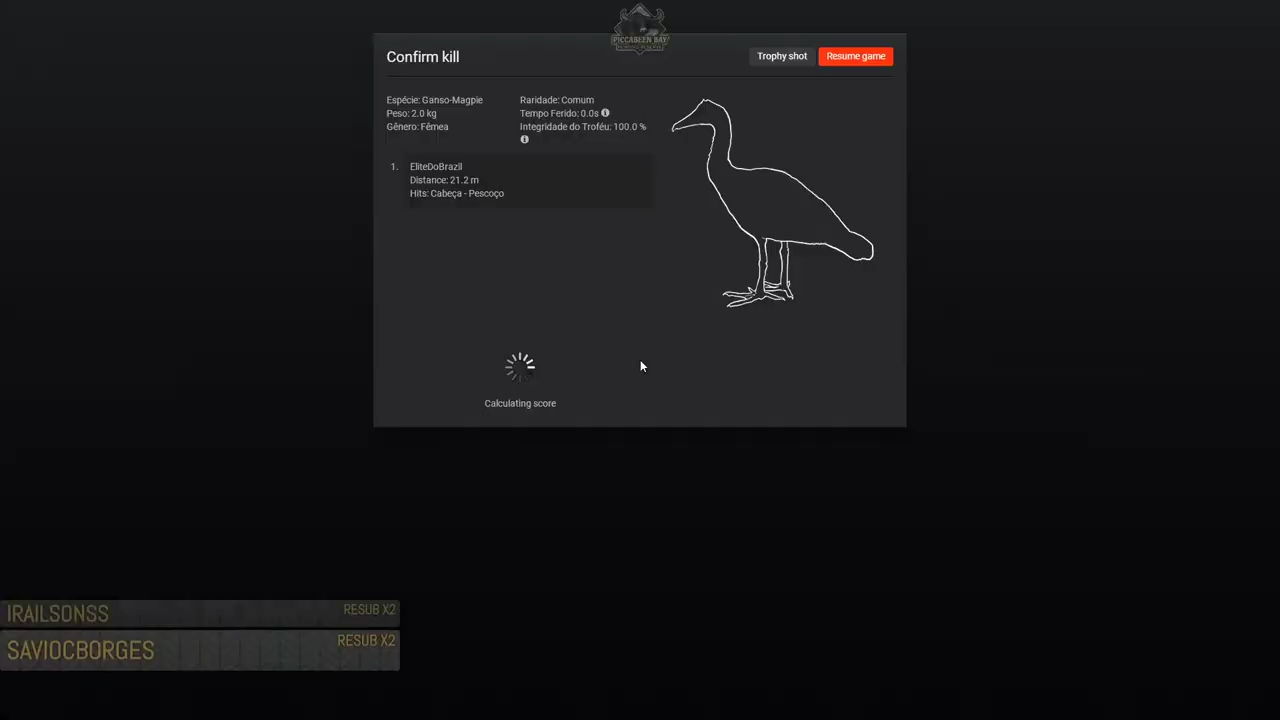 PICCABEEN BAY
Confirm kill
Trophy shot
Resume game
Espécie: Ganso-Magpie
Peso: 2.0 kg
Gênero: Fêmea
Raridade: Comum
Tempo Ferido: 0.0s
Integridade do Troféu: 100.0 %
1. EliteDoBrazil
Distance: 21.2 m
Hits: Cabeça - Pescoço
Calculating score
IRAILSONSS RESUB X2
SAVIOCBORGES RESUB X2